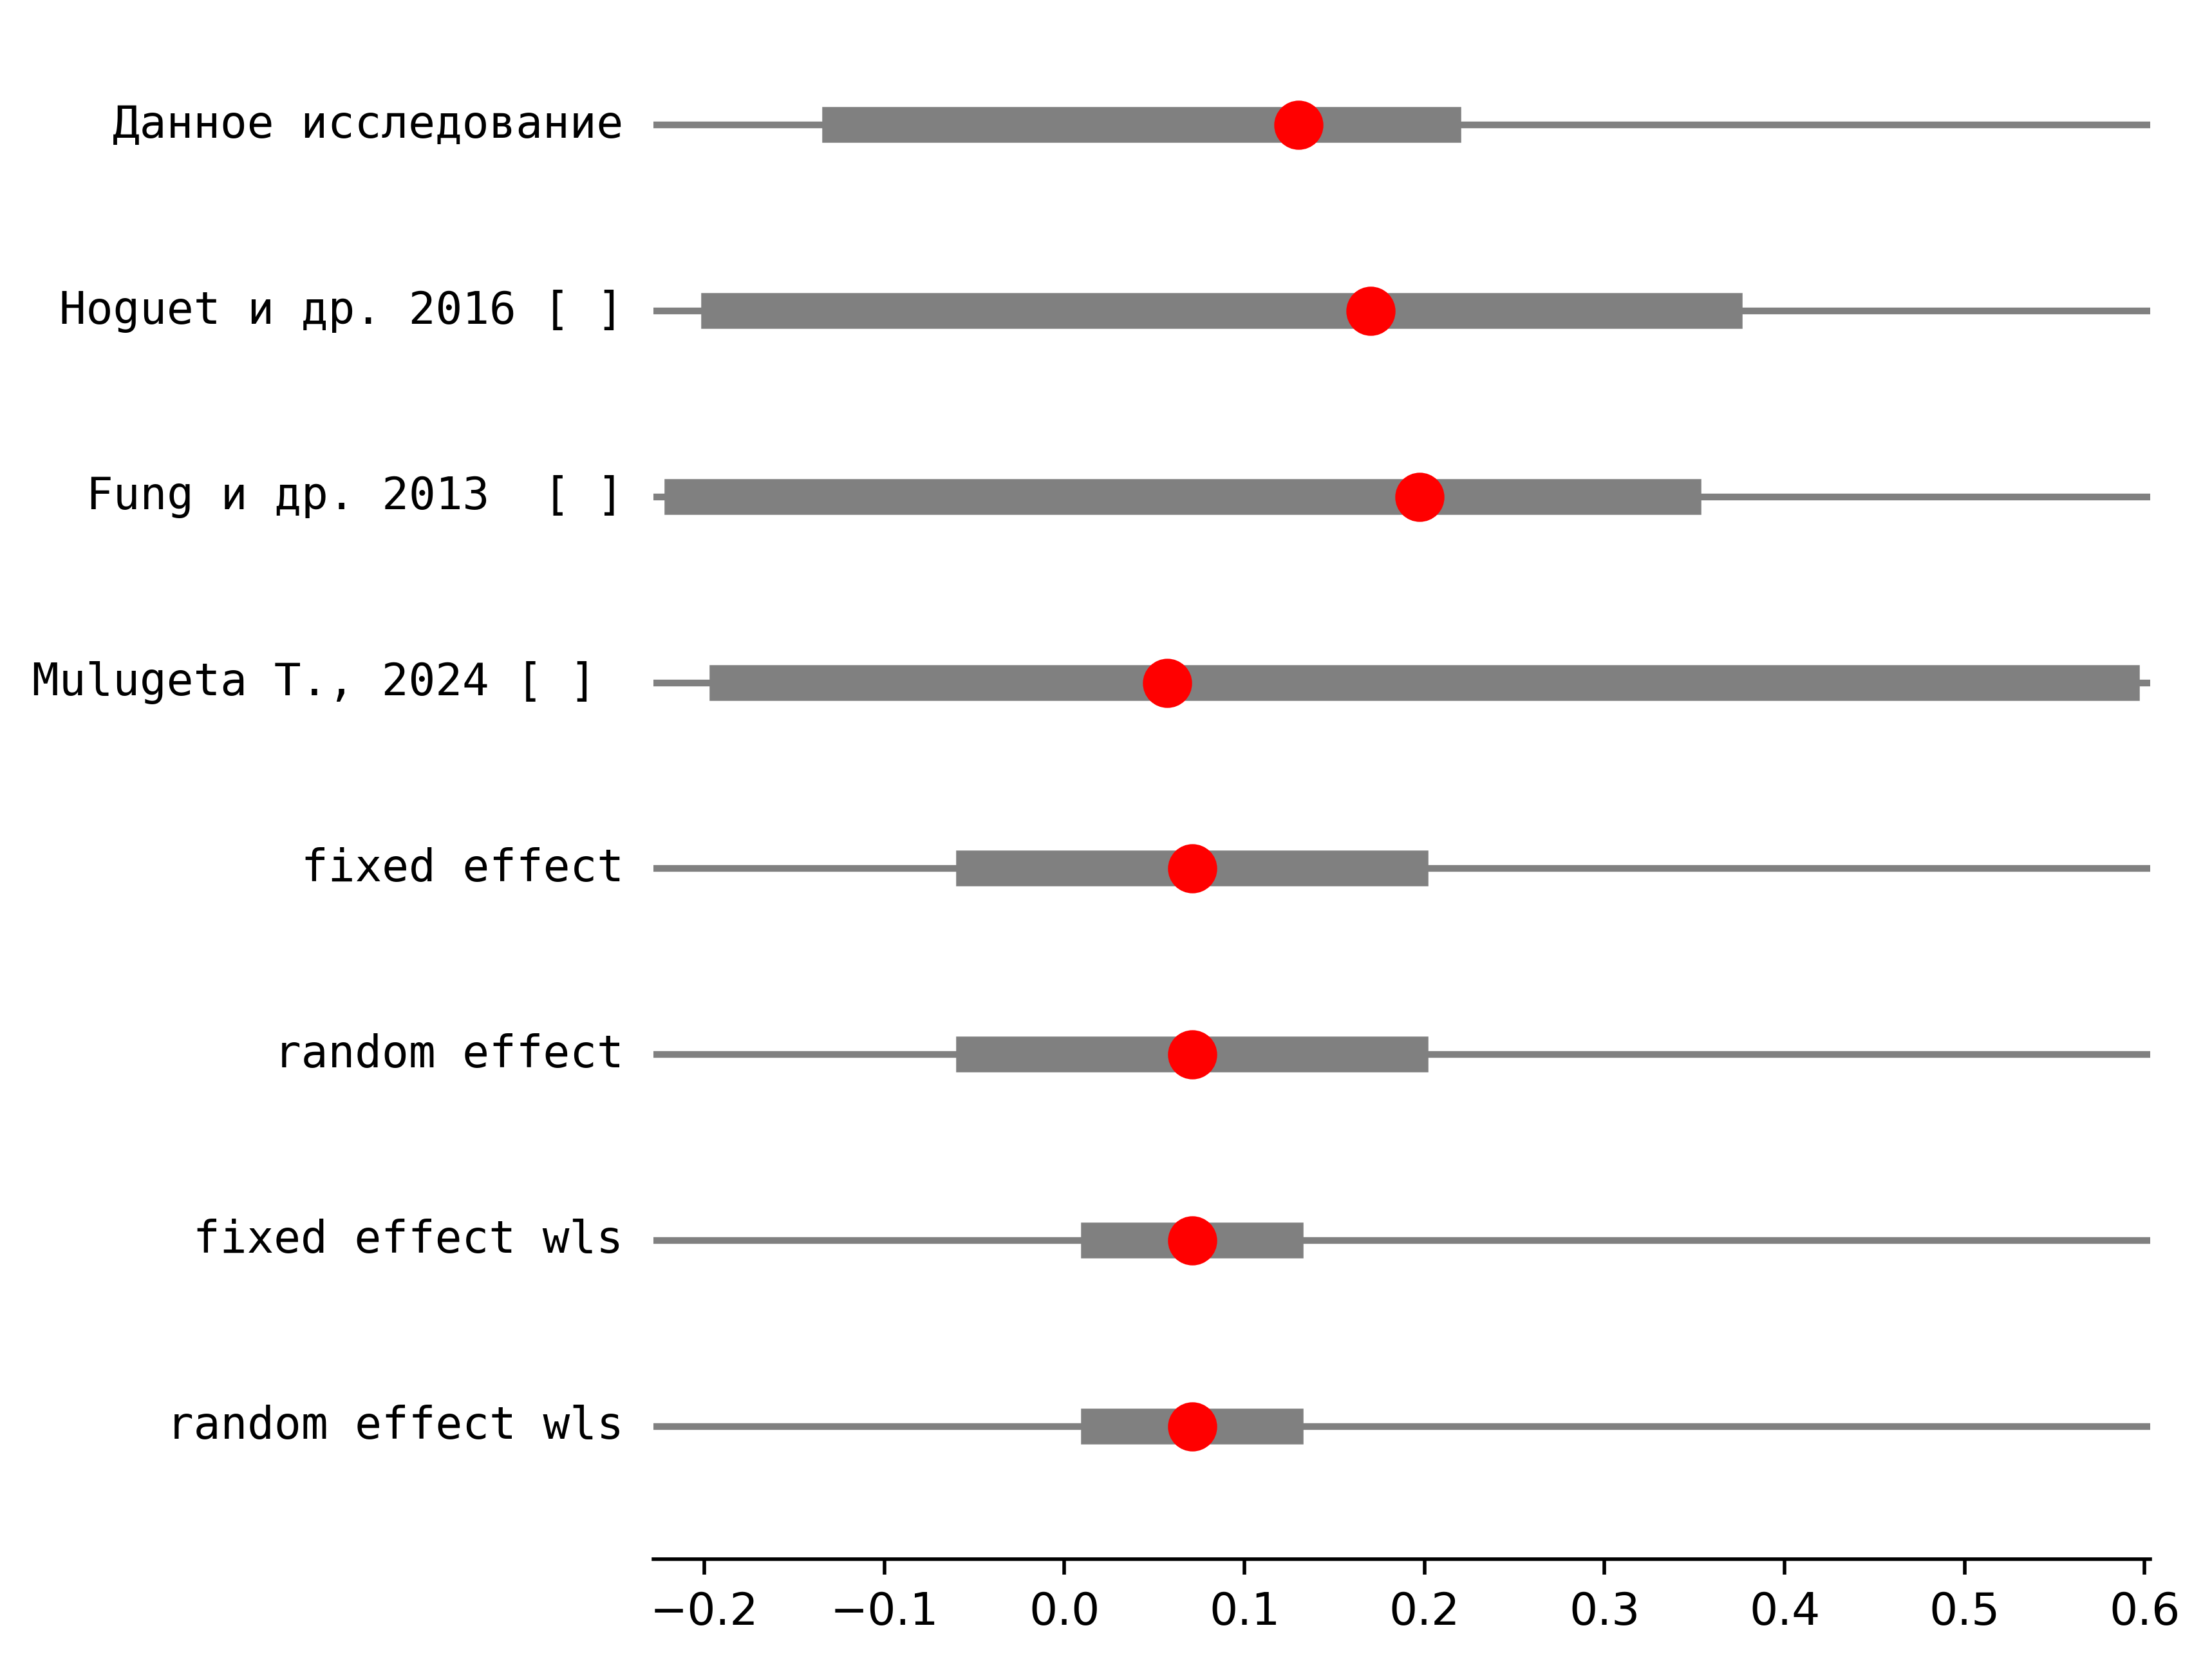 Данное исследование
Hoguet и др. 2016 [ ]
Fung и др. 2013  [ ]
Mulugeta T., 2024 [ ]
fixed effect
random effect
fixed effect wls
random effect wls
−0.2 −0.1 0.0 0.1 0.2 0.3 0.4 0.5 0.6